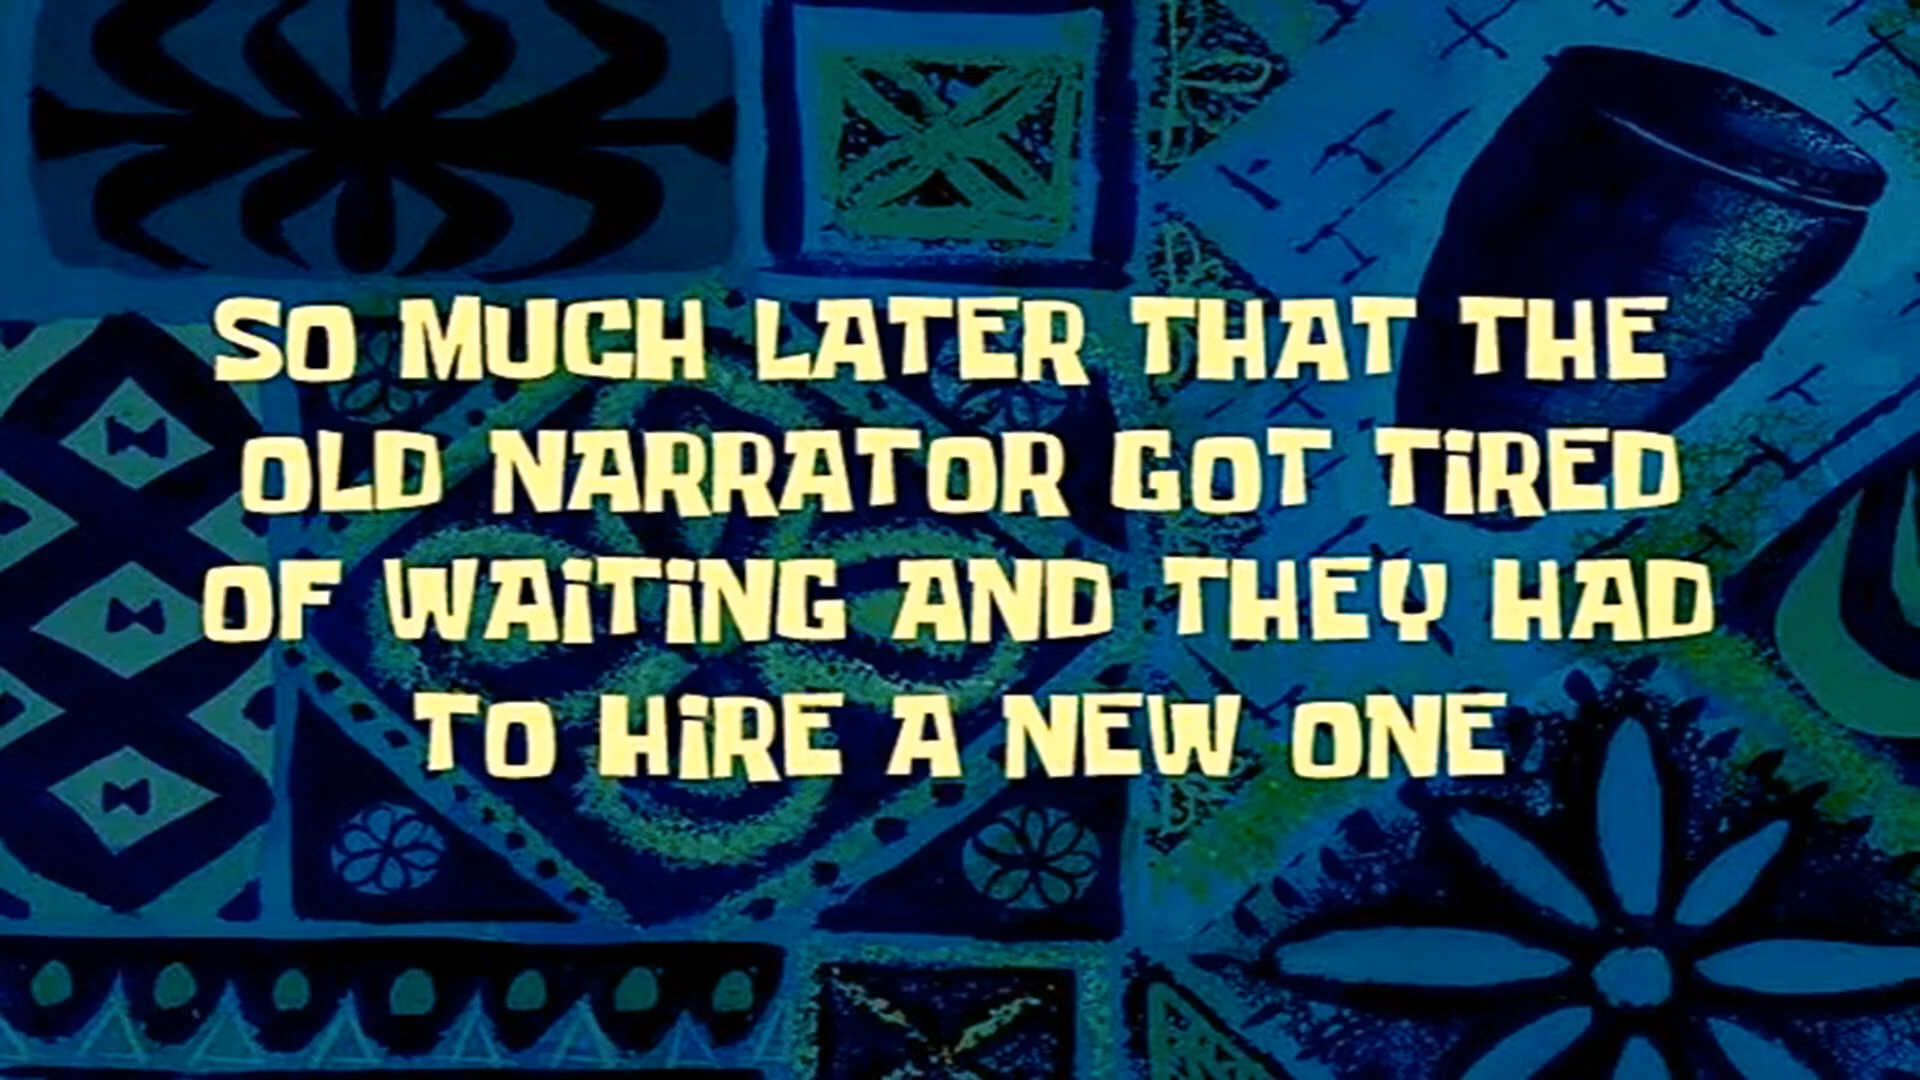 SO MUCH LATER THAT THE
OLD NARRATOR GOT TiRED
OF WAiTiNG AND THEY HAD
TO HiRE A NEW ONE